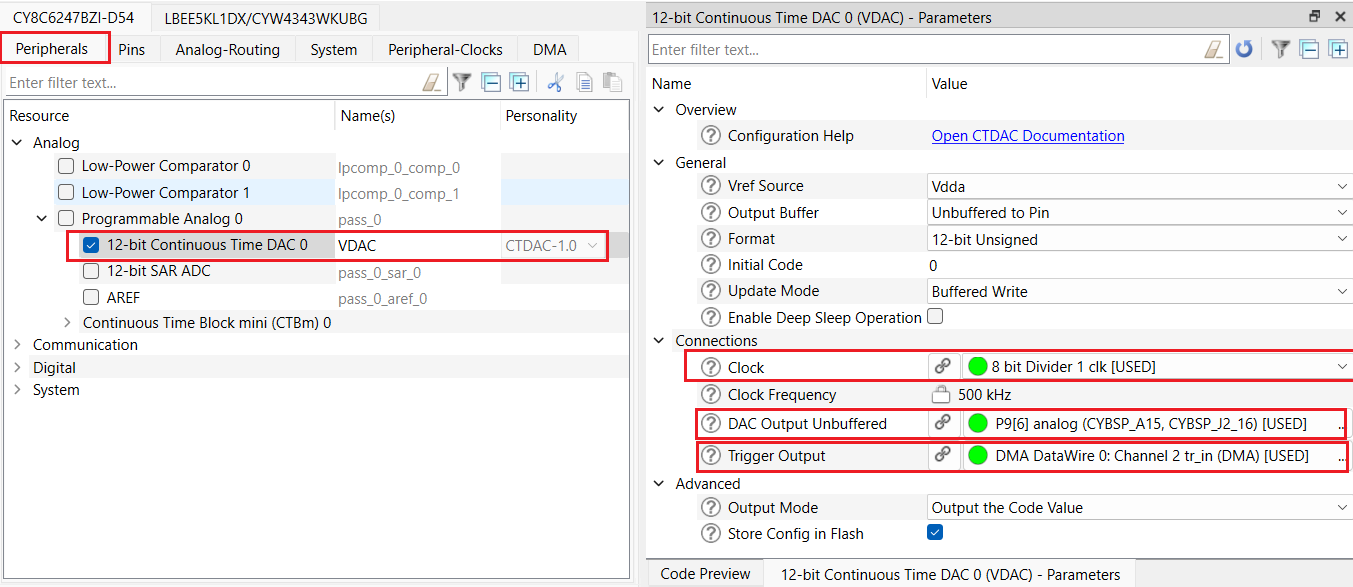 CY8C6247BZI-D54 LBEE5KL1DX/CYW4343WKUBG
Peripherals Pins Analog-Routing System Peripheral-Clocks DMA
Enter filter text...
Resource Name(s) Personality
Analog
Low-Power Comparator 0 lpcomp_0_comp_0
Low-Power Comparator 1 lpcomp_0_comp_1
Programmable Analog 0 pass_0
12-bit Continuous Time DAC 0 VDAC CTDAC-1.0
12-bit SAR ADC pass_0_sar_0
AREF pass_0_aref_0
Continuous Time Block mini (CTBm) 0
Communication
Digital
System
12-bit Continuous Time DAC 0 (VDAC) - Parameters
Enter filter text...
Name Value
Overview
Configuration Help Open CTDAC Documentation
General
Vref Source Vdda
Output Buffer Unbuffered to Pin
Format 12-bit Unsigned
Initial Code 0
Update Mode Buffered Write
Enable Deep Sleep Operation
Connections
Clock 8 bit Divider 1 clk [USED]
Clock Frequency 500 kHz
DAC Output Unbuffered P9[6] analog (CYBSP_A15, CYBSP_J2_16) [USED] ...
Trigger Output DMA DataWire 0: Channel 2 tr_in (DMA) [USED] ...
Advanced
Output Mode Output the Code Value
Store Config in Flash
Code Preview 12-bit Continuous Time DAC 0 (VDAC) - Parameters